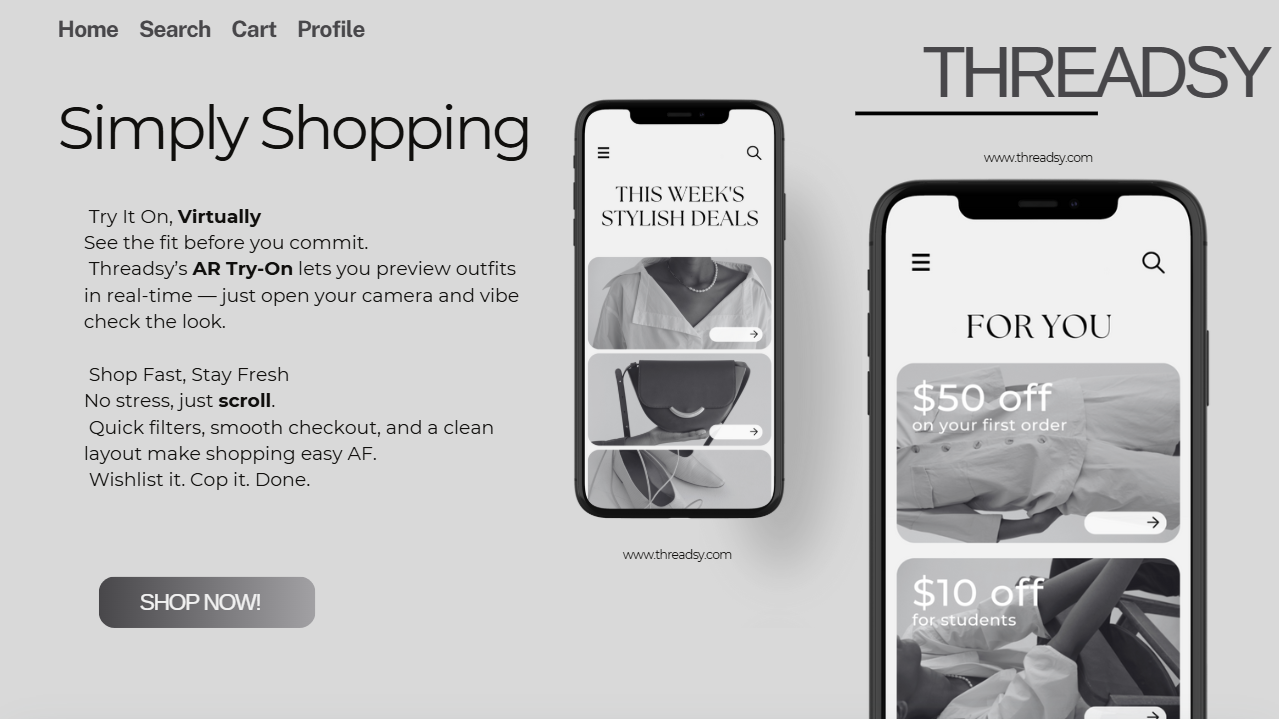 Home Search Cart Profile
THREADSY
Simply Shopping
Try It On, Virtually
See the fit before you commit.
Threadsy’s AR Try-On lets you preview outfits
in real-time — just open your camera and vibe
check the look.
Shop Fast, Stay Fresh
No stress, just scroll.
Quick filters, smooth checkout, and a clean
layout make shopping easy AF.
Wishlist it. Cop it. Done.
SHOP NOW!
THIS WEEK'S
STYLISH DEALS
www.threadsy.com
www.threadsy.com
FOR YOU
$50 off
on your first order
$10 off
for students